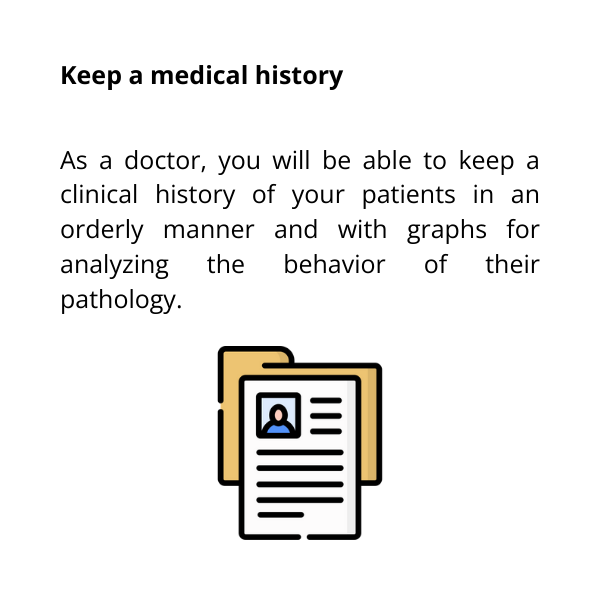 Keep a medical history
As a doctor, you will be able to keep a
clinical history of your patients in an
orderly manner and with graphs for
analyzing the behavior of their
pathology.